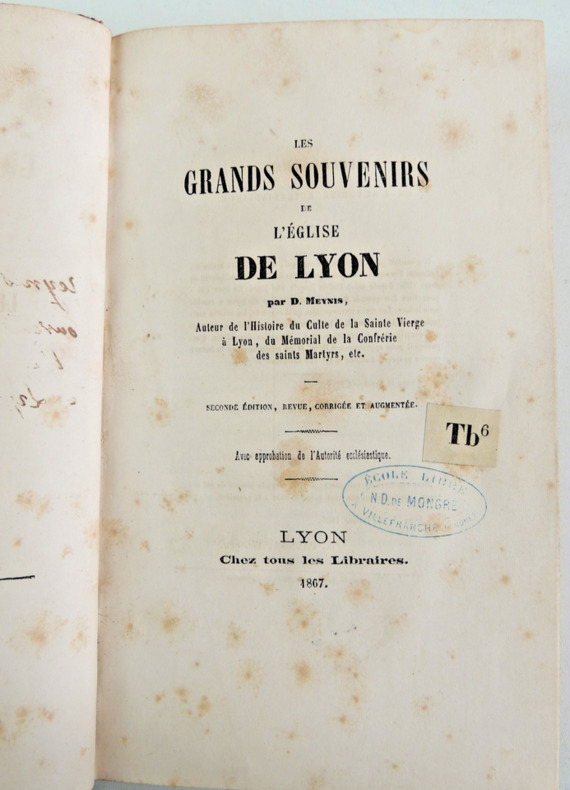 LES
GRANDS SOUVENIRS
DE
L'ÉGLISE
DE LYON
par D. MEYNIS,
Auteur de l'Histoire du Culte de la Sainte Vierge
à Lyon, du Mémorial de la Confrérie
des saints Martyrs, etc.
SECONDE ÉDITION, REVUE, CORRIGÉE ET AUGMENTÉE.
Tb6
Avec approbation de l'Autorité ecclésiastique.
ÉCOLE LIBRE
N.D. DE MONGRÉ
VILLEFRANCHE
LYON
Chez tous les Libraires.
1867.